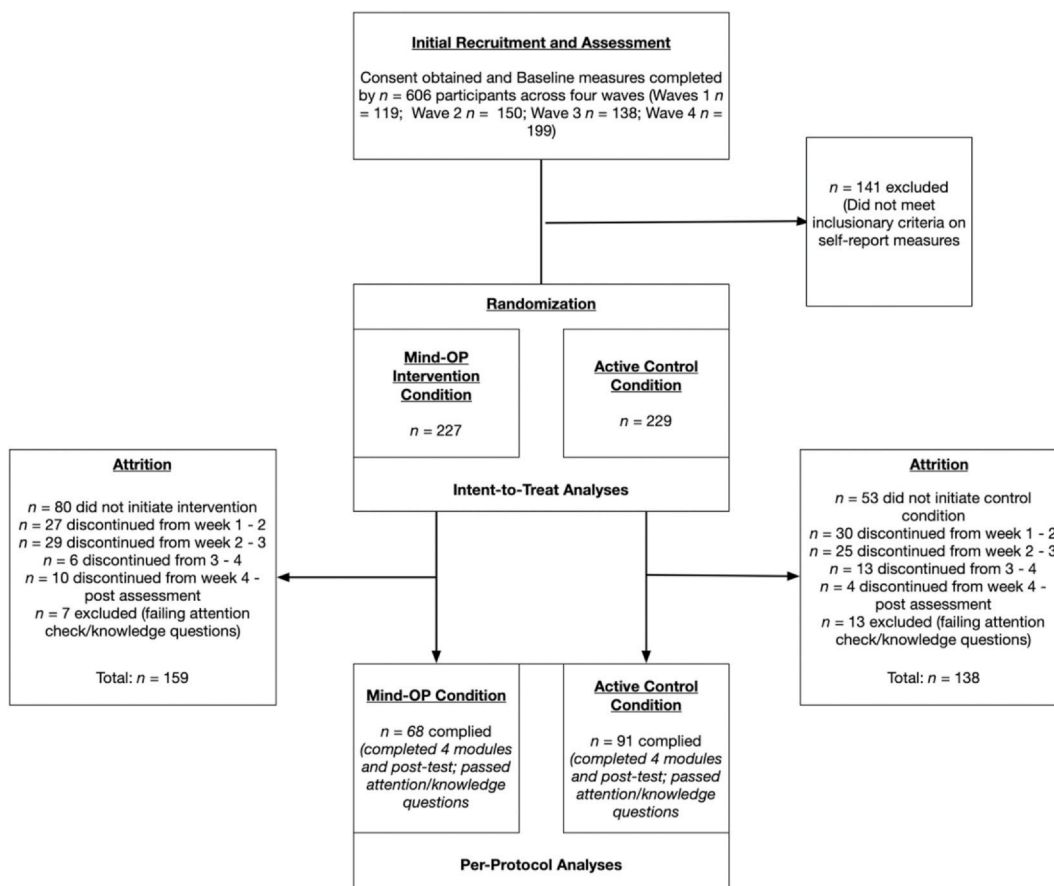 Initial Recruitment and Assessment
Consent obtained and Baseline measures completed
by n = 606 participants across four waves (Waves 1 n
= 119; Wave 2 n = 150; Wave 3 n = 138; Wave 4 n =
199)
n = 141 excluded
(Did not meet
inclusionary criteria on
self-report measures
Randomization
Mind-OP
Intervention
Condition
n = 227
Active Control
Condition
n = 229
Intent-to-Treat Analyses
Attrition
n = 80 did not initiate intervention
n = 27 discontinued from week 1 - 2
n = 29 discontinued from week 2 - 3
n = 6 discontinued from 3 - 4
n = 10 discontinued from week 4 -
post assessment
n = 7 excluded (failing attention
check/knowledge questions)
Total: n = 159
Attrition
n = 53 did not initiate control
condition
n = 30 discontinued from week 1 - 2
n = 25 discontinued from week 2 - 3
n = 13 discontinued from 3 - 4
n = 4 discontinued from week 4 -
post assessment
n = 13 excluded (failing attention
check/knowledge questions)
Total: n = 138
Mind-OP Condition
n = 68 complied
(completed 4 modules
and post-test; passed
attention/knowledge
questions
Active Control
Condition
n = 91 complied
(completed 4 modules
and post-test; passed
attention/knowledge
questions
Per-Protocol Analyses